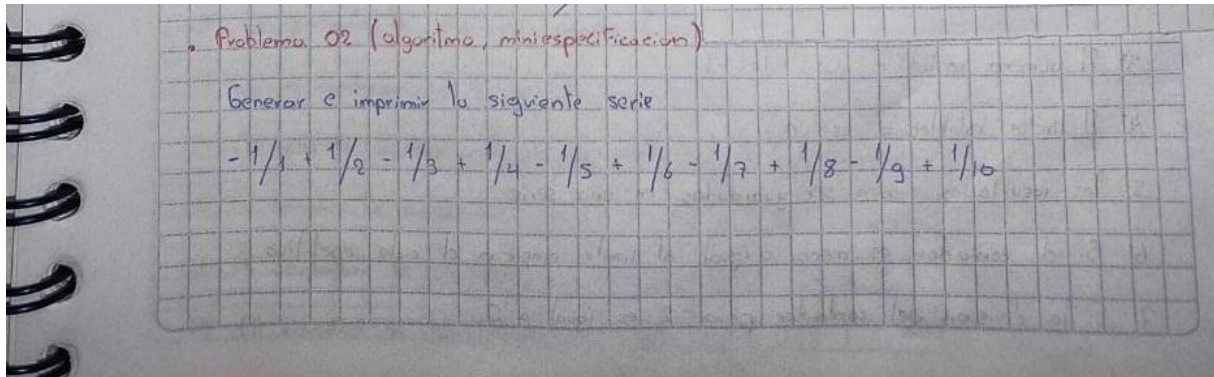 . Problema 02 (algoritmo, miniespecificacion)
Generar e imprimir la siguiente serie
- 1/1 + 1/2 - 1/3 + 1/4 - 1/5 + 1/6 - 1/7 + 1/8 - 1/9 + 1/10